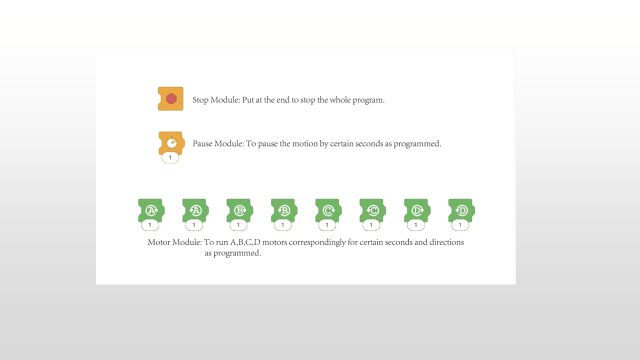 Stop Module: Put at the end to stop the whole program.
Pause Module: To pause the motion by certain seconds as programmed.
1
A A B B C C D D
1 1 1 1 1 1 1 1
Motor Module: To run A,B,C,D motors correspondingly for certain seconds and directions
as programmed.